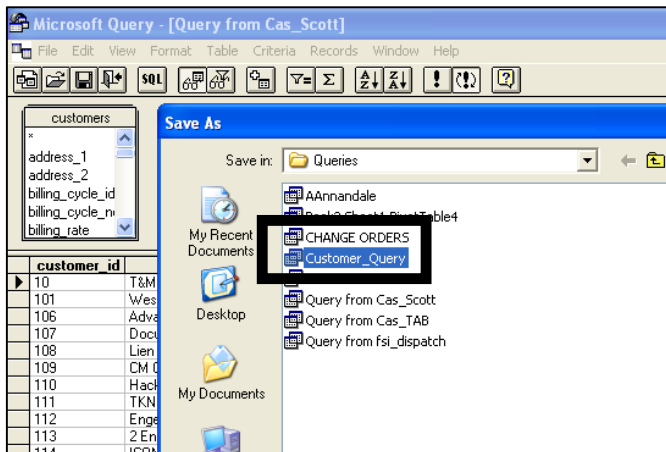 Microsoft Query - [Query from Cas_Scott]
File Edit View Format Table Criteria Records Window Help
SQL
customers
*
address_1
address_2
billing_cycle_id
billing_cycle_n
billing_rate
customer_id
10 T&M
101 Wes
106 Adva
107 Docu
108 Lien
109 CM
110 Hack
111 TKN
112 Enge
113 2 En
114
Save As
Save in: Queries
My Recent Documents
Desktop
My Documents
AAnnandale
CHANGE ORDERS
Customer_Query
Query from Cas_Scott
Query from Cas_TAB
Query from fsi_dispatch